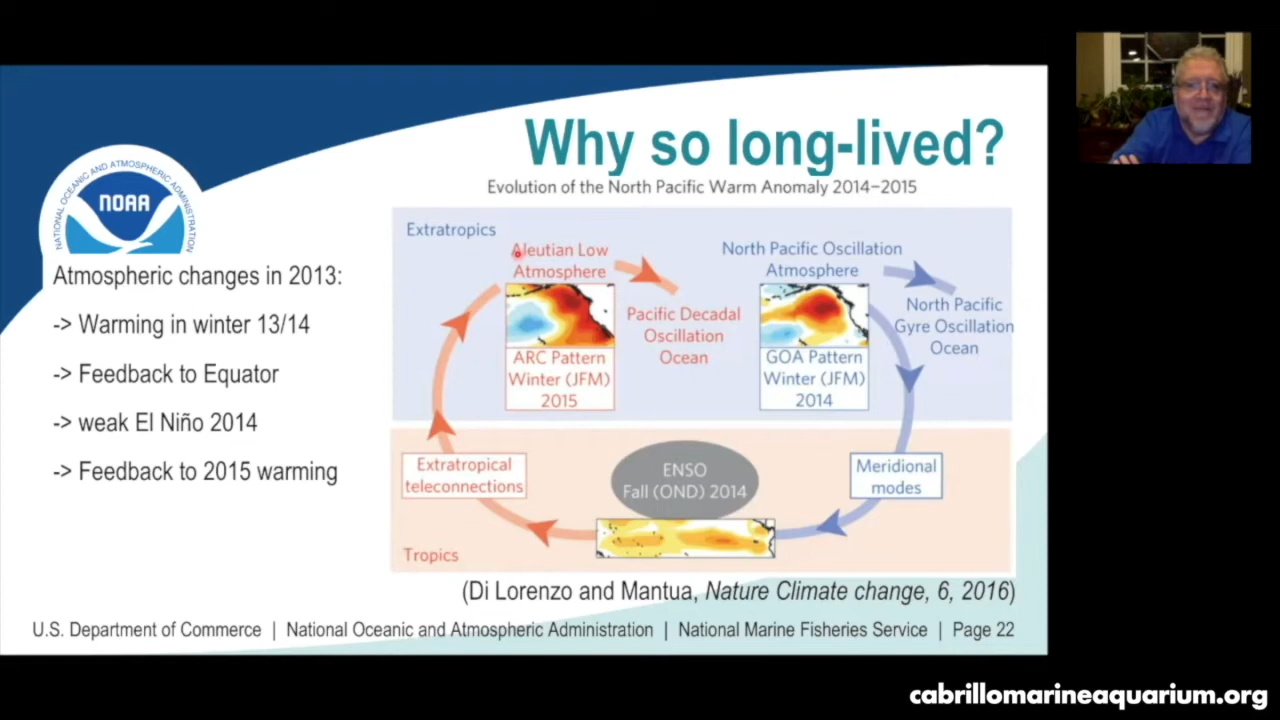 Why so long-lived?
Evolution of the North Pacific Warm Anomaly 2014–2015
NATIONAL OCEANIC AND ATMOSPHERIC ADMINISTRATION
NOAA
Atmospheric changes in 2013:
-> Warming in winter 13/14
-> Feedback to Equator
-> weak El Niño 2014
-> Feedback to 2015 warming
Extratropics
Aleutian Low
Atmosphere
Pacific Decadal
Oscillation
Ocean
ARC Pattern
Winter (JFM)
2015
North Pacific Oscillation
Atmosphere
North Pacific
Gyre Oscillation
Ocean
GOA Pattern
Winter (JFM)
2014
Extratropical
teleconnections
ENSO
Fall (OND) 2014
Meridional
modes
Tropics
(Di Lorenzo and Mantua, Nature Climate change, 6, 2016)
U.S. Department of Commerce | National Oceanic and Atmospheric Administration | National Marine Fisheries Service | Page 22
cabrillomarineaquarium.org